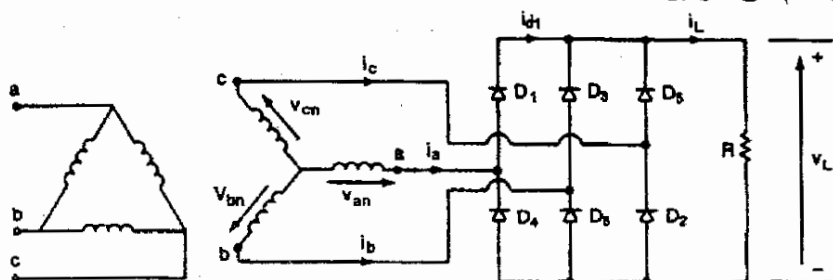 i_d1
i_L
c
i_c
+
a
v_cn
D_1
D_3
D_5
a
i_a
R
v_L
V_bn
v_an
b
D_4
D_6
D_2
c
b
i_b
−